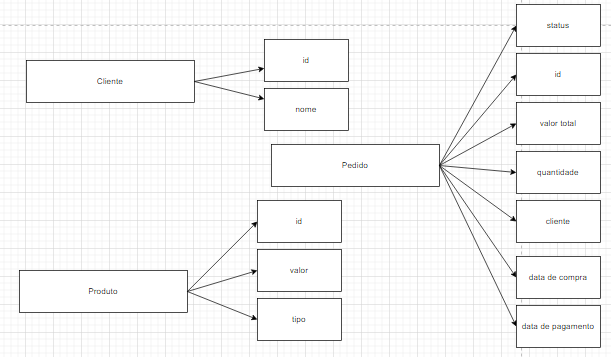 Cliente
id
nome
Pedido
status
id
valor total
quantidade
cliente
data de compra
data de pagamento
Produto
id
valor
tipo